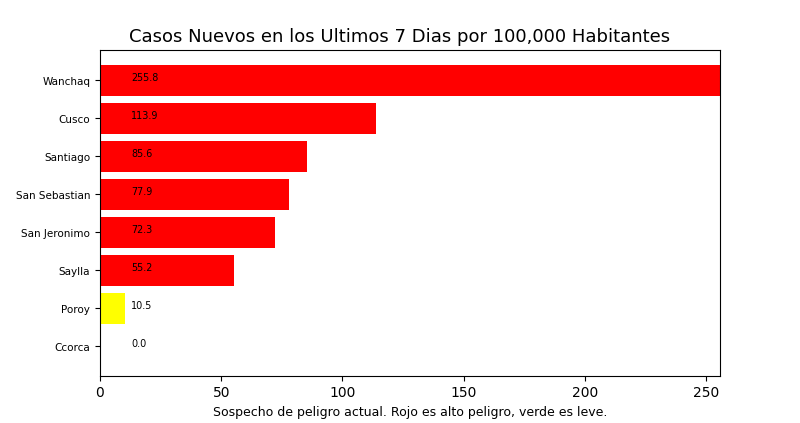 Casos Nuevos en los Ultimos 7 Dias por 100,000 Habitantes
Wanchaq 255.8
Cusco 113.9
Santiago 85.6
San Sebastian 77.9
San Jeronimo 72.3
Saylla 55.2
Poroy 10.5
Ccorca 0.0
0 50 100 150 200 250
Sospecho de peligro actual. Rojo es alto peligro, verde es leve.